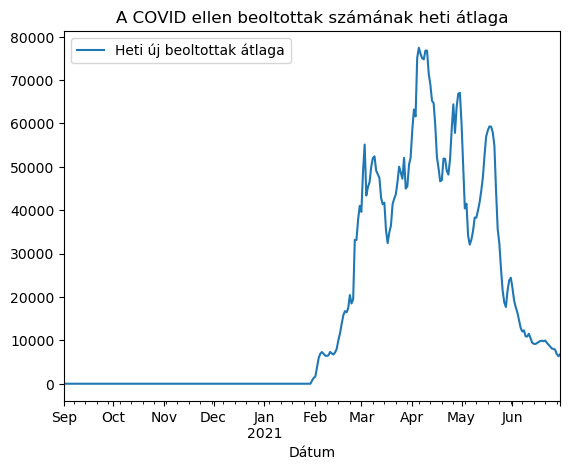 A COVID ellen beoltottak számának heti átlaga
Heti új beoltottak átlaga
80000
70000
60000
50000
40000
30000
20000
10000
0
Sep Oct Nov Dec Jan Feb Mar Apr May Jun
2021
Dátum